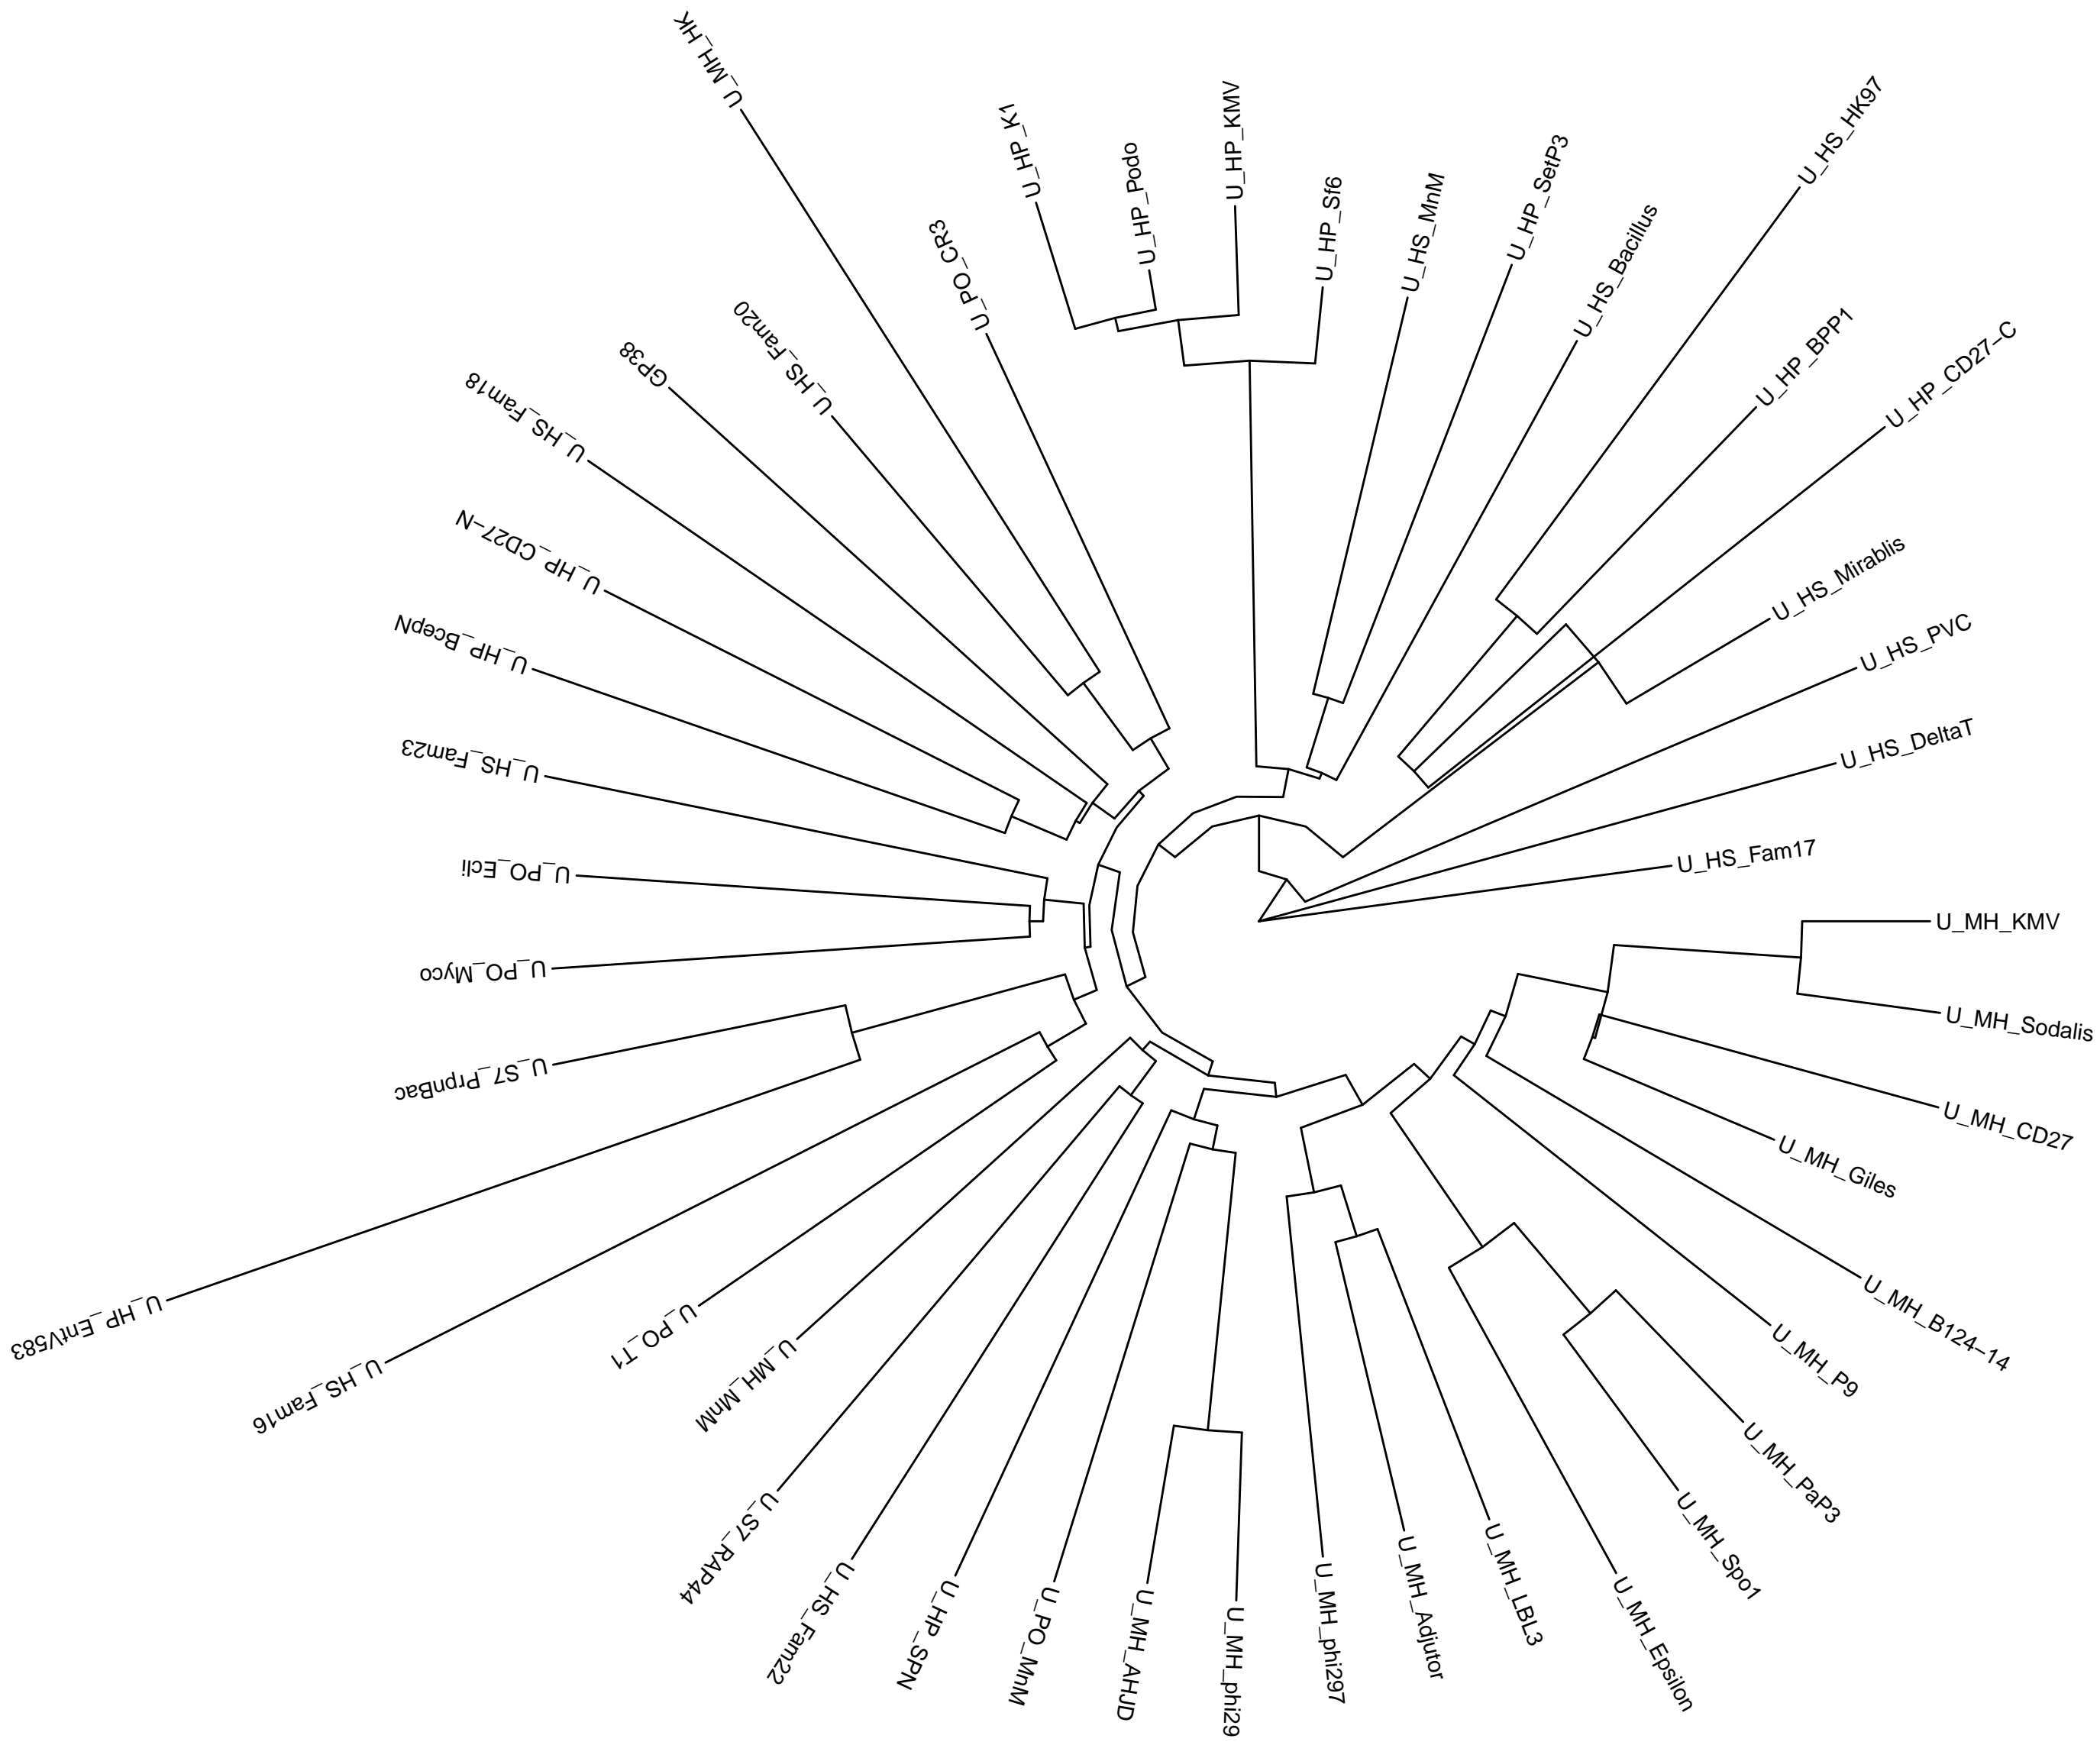 U_MH_HK
U_HP_K1
U_HP_Podo
U_HP_KMV
U_HP_Sf6
U_HS_MnM
U_HP_SetP3
U_HS_Bacillus
U_HS_HK97
U_HP_BPP1
U_HP_CD27−C
U_HS_Mirablis
U_HS_PVC
U_HS_DeltaT
U_HS_Fam17
U_MH_KMV
U_MH_Sodalis
U_MH_CD27
U_MH_Giles
U_MH_B124−14
U_MH_P9
U_MH_PaP3
U_MH_Spo1
U_MH_Epsilon
U_MH_LBL3
U_MH_Adjutor
U_MH_phi297
U_MH_phi29
U_MH_AHJD
U_PO_MnM
U_HP_SPN
U_HS_Fam22
U_S7_RAP44
U_MH_MnM
U_PO_T1
U_HS_Fam16
U_HP_EntV583
U_S7_PrpnBac
U_PO_Myco
U_PO_Ecli
U_HS_Fam23
U_HP_BcepN
U_HP_CD27−N
U_HS_Fam18
GP38
U_HS_Fam20
U_PO_CR3